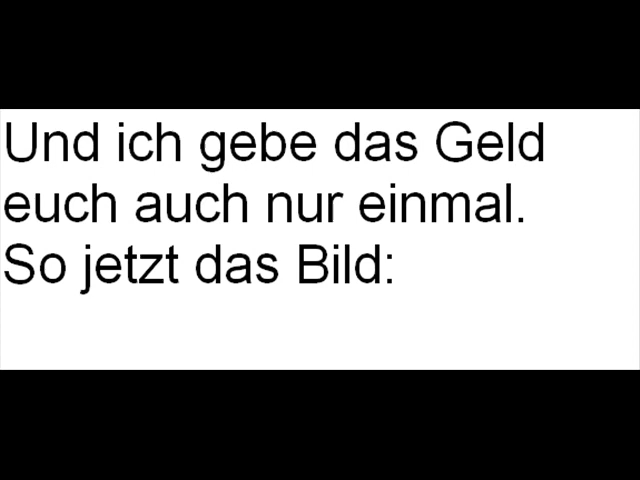 Und ich gebe das Geld
euch auch nur einmal.
So jetzt das Bild: